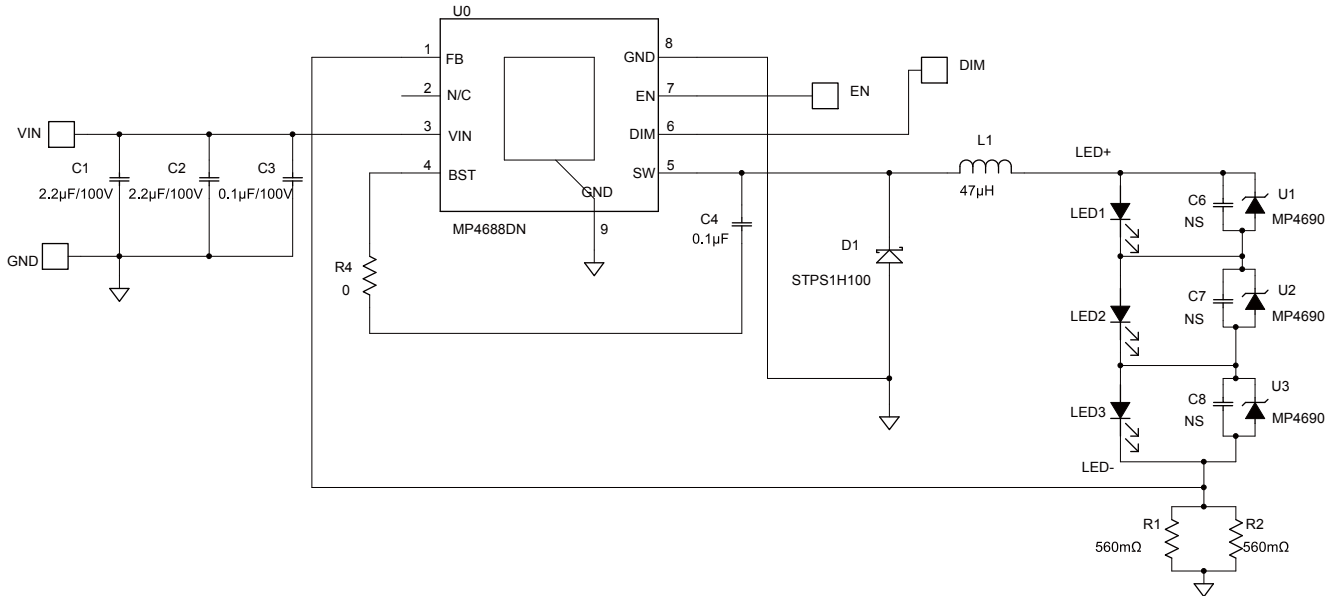 U0
1
FB
2
N/C
3
VIN
4
BST
8
GND
7
EN
6
DIM
5
SW
GND
9
MP4688DN
VIN
GND
C1
2.2µF/100V
C2
2.2µF/100V
C3
0.1µF/100V
R4
0
C4
0.1µF
D1
STPS1H100
EN
DIM
L1
47µH
LED+
LED1
C6
NS
U1
MP4690
LED2
C7
NS
U2
MP4690
LED3
C8
NS
U3
MP4690
LED-
R1
560mΩ
R2
560mΩ